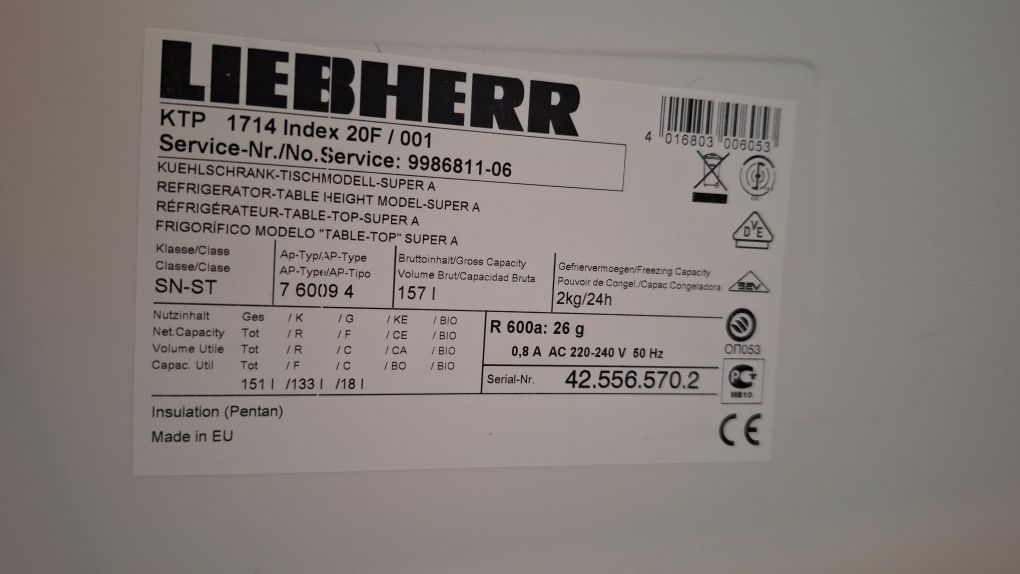 LIEBHERR
KTP 1714 Index 20F / 001
Service-Nr./No.Service: 9986811-06
4 016803 006053
KUEHLSCHRANK-TISCHMODELL-SUPER A
REFRIGERATOR-TABLE HEIGHT MODEL-SUPER A
RÉFRIGÉRATEUR-TABLE-TOP-SUPER A
FRIGORÍFICO MODELO "TABLE-TOP" SUPER A
Klasse/Class
Classe/Clase
SN-ST
Ap-Typ/AP-Type
AP-Type/AP-Tipo
7 6009 4
Bruttoinhalt/Gross Capacity
Volume Brut/Capacidad Bruta
157 l
Gefriervermoegen/Freezing Capacity
Pouvoir de Congel./Capac.Congeladora
2kg/24h
Nutzinhalt Ges / K / G / KE / BIO
Net.Capacity Tot / R / F / CE / BIO
Volume Utile Tot / R / C / CA / BIO
Capac. Util Tot / F / C / BO / BIO
151 l /133 l /18 l
R 600a: 26 g
0,8 A AC 220-240 V 50 Hz
Serial-Nr. 42.556.570.2
Insulation (Pentan)
Made in EU
DVE
SEV
ОП053
РСТ
ME10
CE